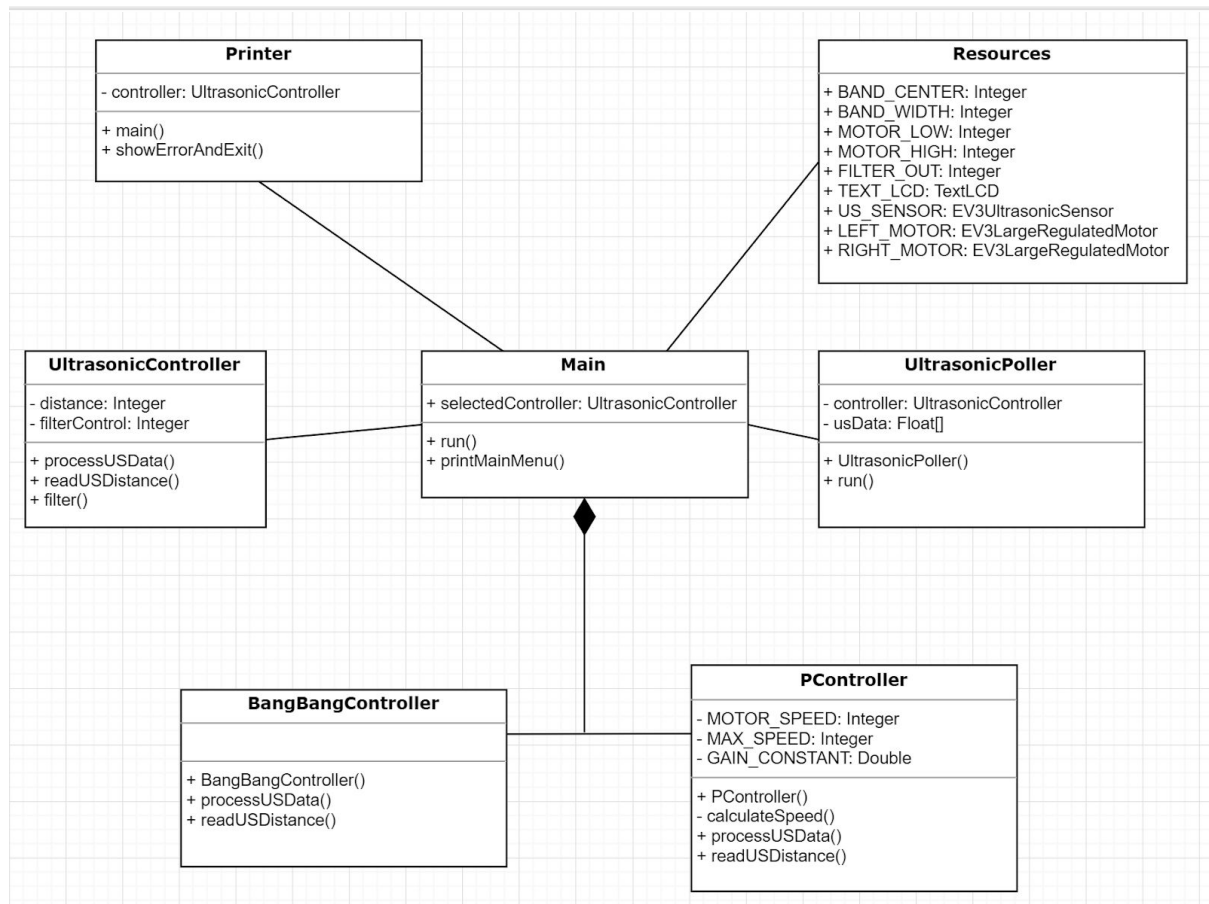 Printer
- controller: UltrasonicController
+ main()
+ showErrorAndExit()
Resources
+ BAND_CENTER: Integer
+ BAND_WIDTH: Integer
+ MOTOR_LOW: Integer
+ MOTOR_HIGH: Integer
+ FILTER_OUT: Integer
+ TEXT_LCD: TextLCD
+ US_SENSOR: EV3UltrasonicSensor
+ LEFT_MOTOR: EV3LargeRegulatedMotor
+ RIGHT_MOTOR: EV3LargeRegulatedMotor
UltrasonicController
- distance: Integer
- filterControl: Integer
+ processUSData()
+ readUSDistance()
+ filter()
Main
+ selectedController: UltrasonicController
+ run()
+ printMainMenu()
UltrasonicPoller
- controller: UltrasonicController
- usData: Float[]
+ UltrasonicPoller()
+ run()
BangBangController
+ BangBangController()
+ processUSData()
+ readUSDistance()
PController
- MOTOR_SPEED: Integer
- MAX_SPEED: Integer
- GAIN_CONSTANT: Double
+ PController()
- calculateSpeed()
+ processUSData()
+ readUSDistance()